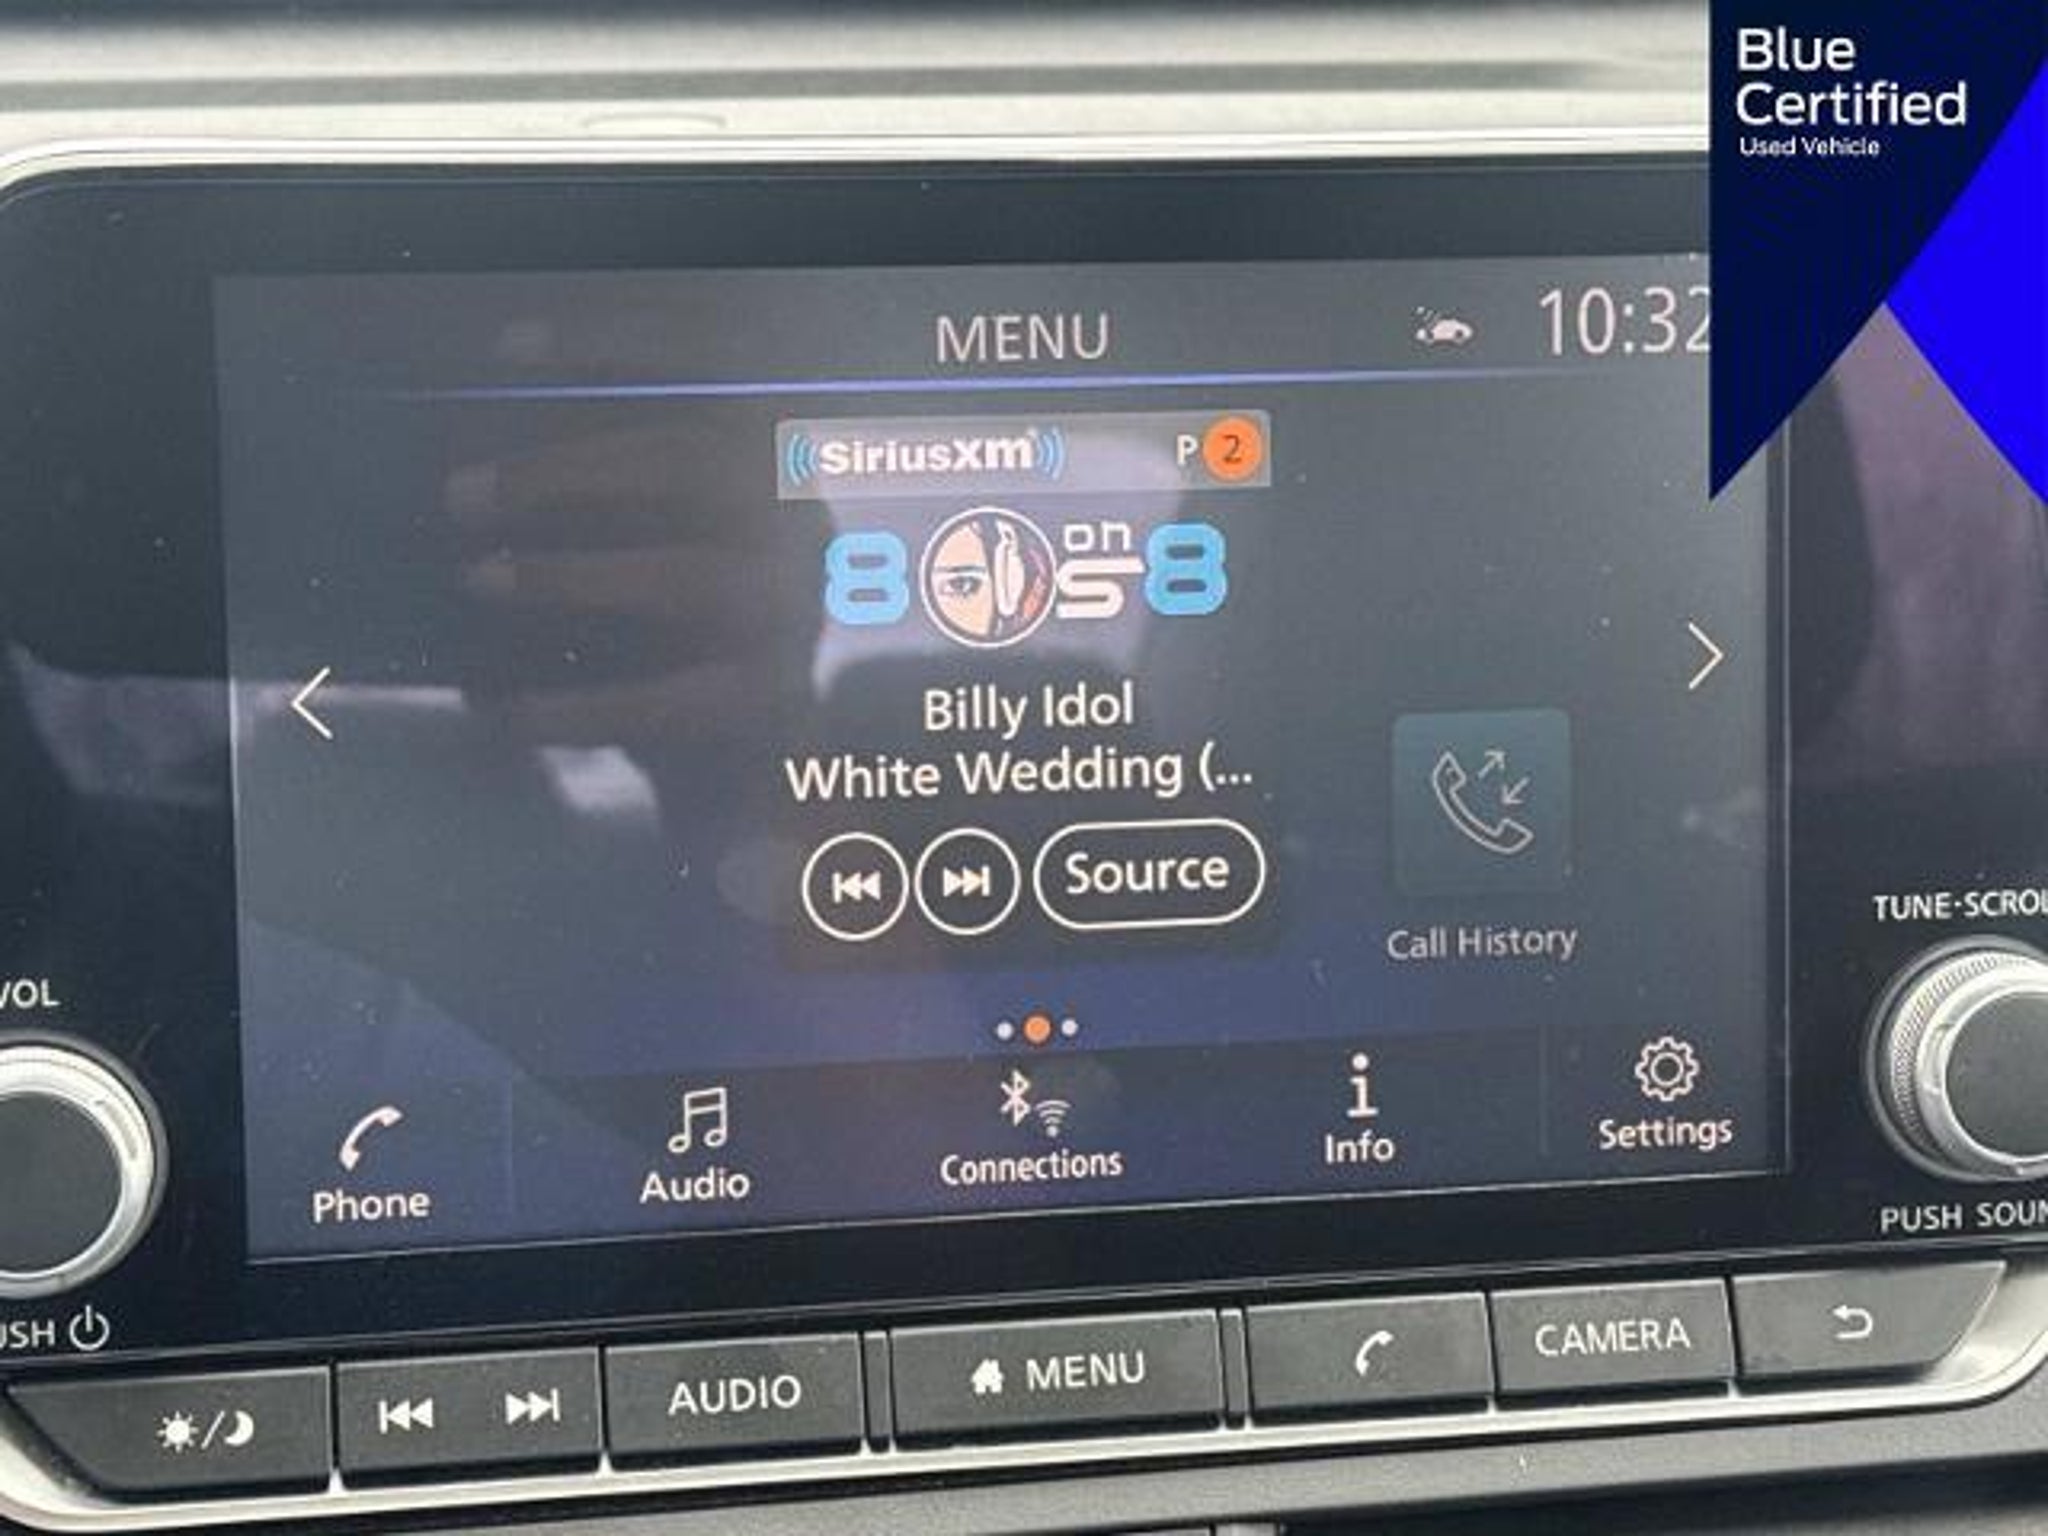 Blue
Certified
Used Vehicle
MENU
10:32
SiriusXM P 2
80s on 8
Billy Idol
White Wedding (...
Source
Call History
TUNE·SCROL
VOL
Phone
Audio
Connections
Info
Settings
PUSH SOUN
USH
AUDIO
MENU
CAMERA